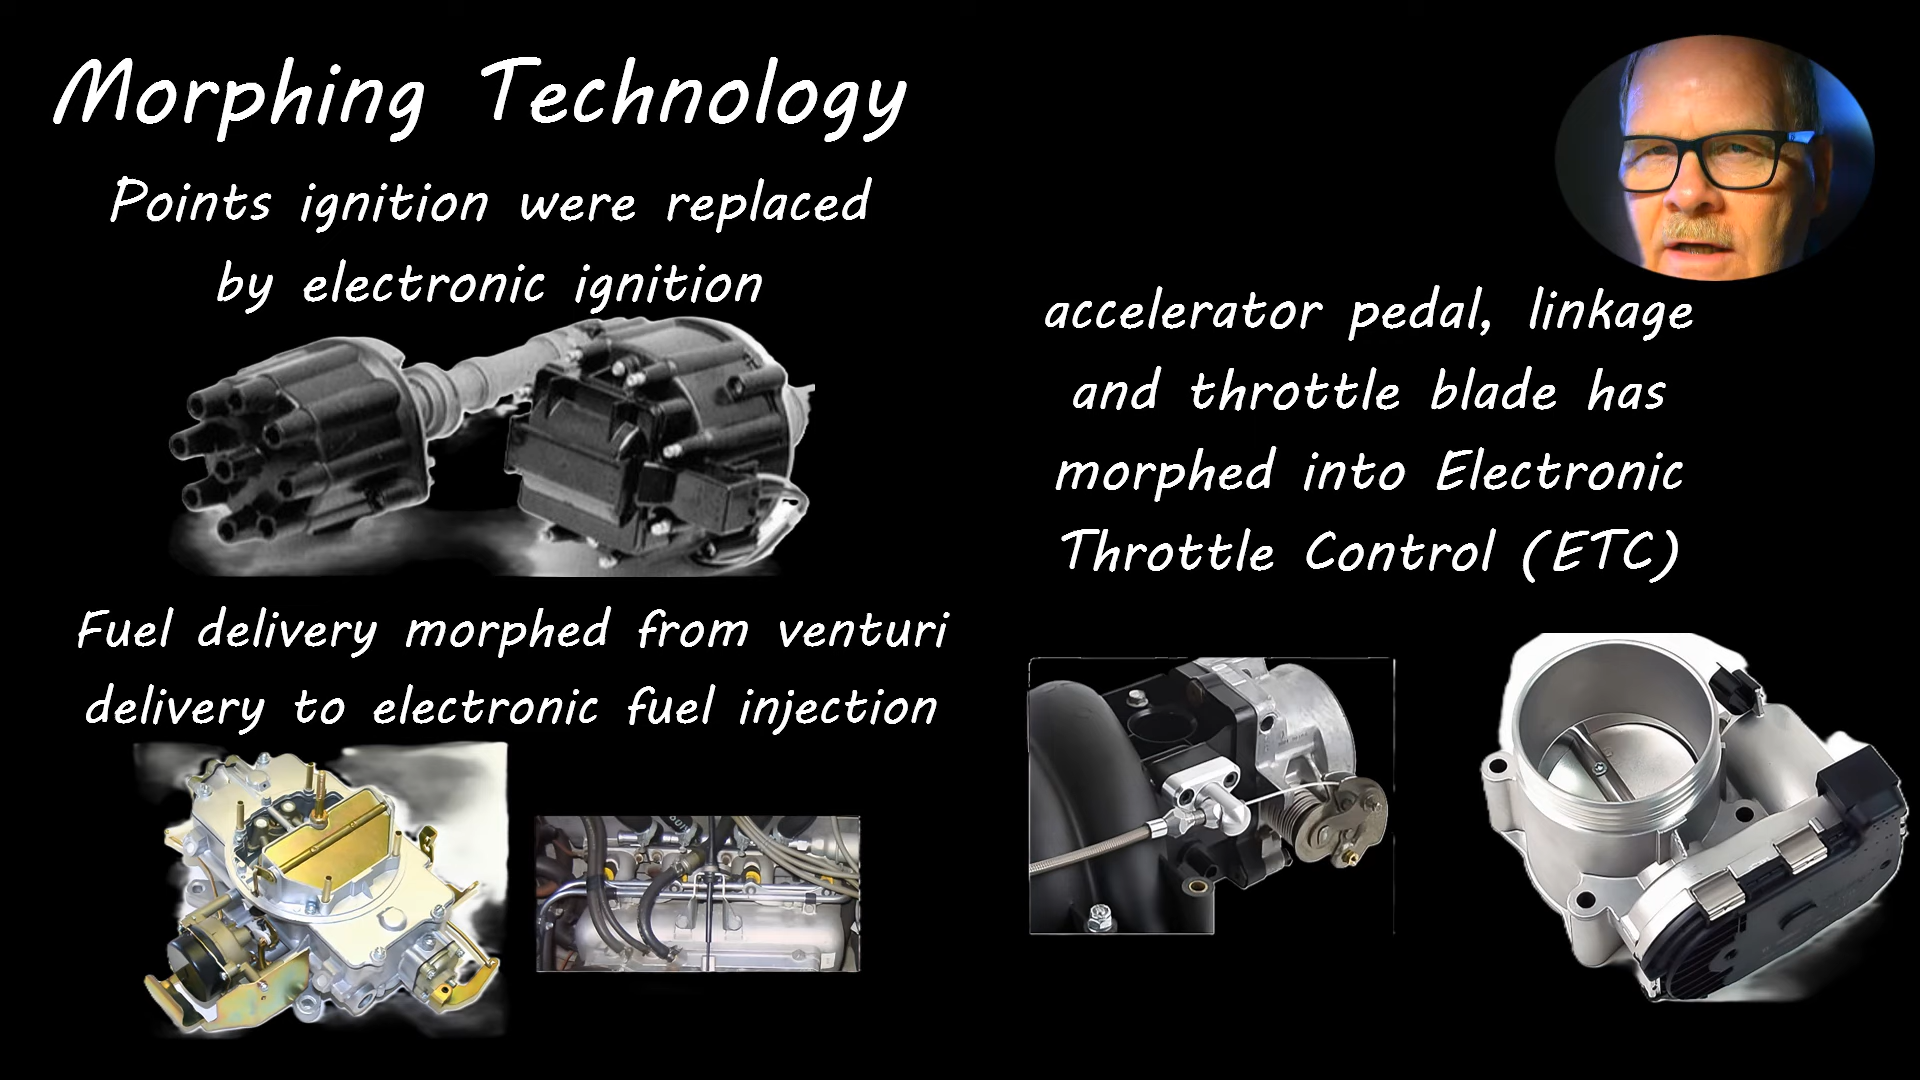 Morphing Technology
Points ignition were replaced
by electronic ignition
Fuel delivery morphed from venturi
delivery to electronic fuel injection
accelerator pedal, linkage
and throttle blade has
morphed into Electronic
Throttle Control (ETC)